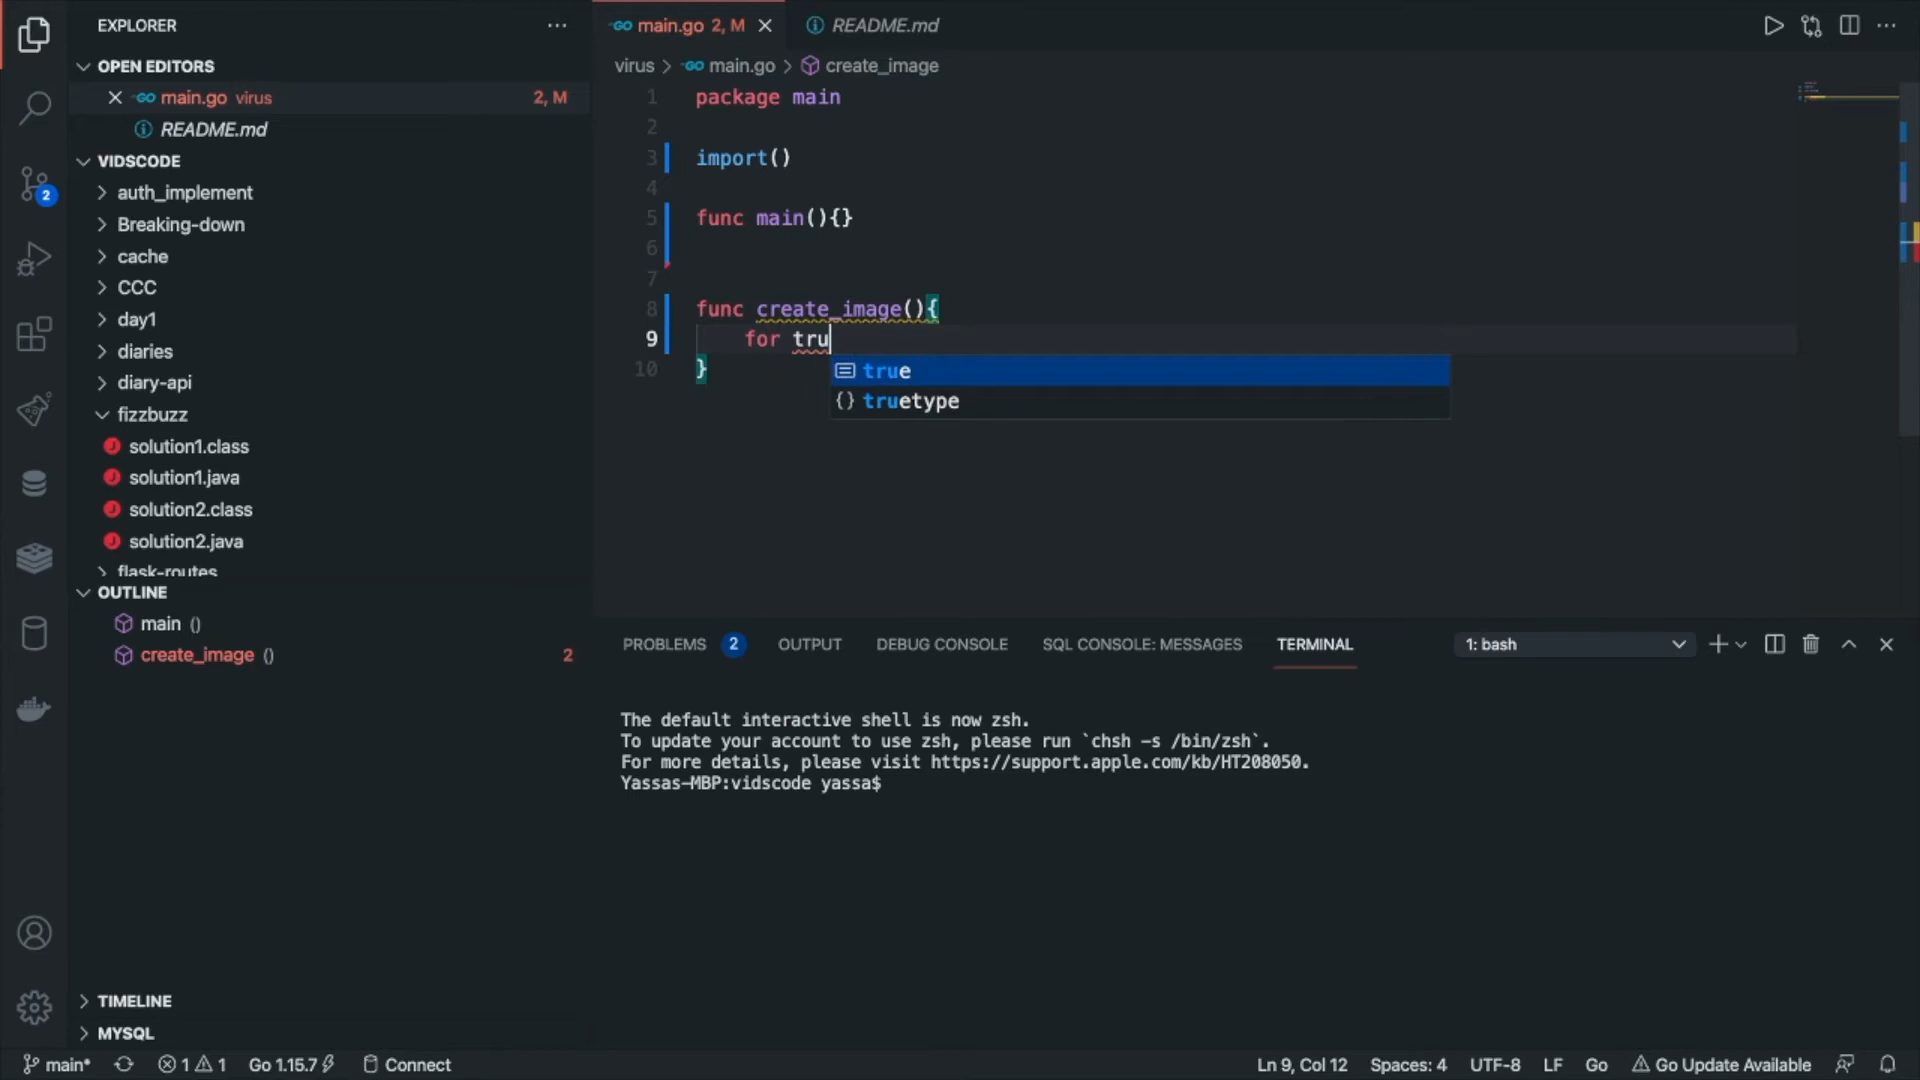 EXPLORER
OPEN EDITORS
main.go virus 2, M
README.md
VIDSCODE
auth_implement
Breaking-down
cache
CCC
day1
diaries
diary-api
fizzbuzz
solution1.class
solution1.java
solution2.class
solution2.java
flask-routes
OUTLINE
main ()
create_image () 2
TIMELINE
MYSQL
main.go 2, M
README.md
virus > main.go > create_image
1 package main
2
3 import()
4
5 func main(){}
6
7
8 func create_image(){
9 for tru
10 }
true
truetype
PROBLEMS 2 OUTPUT DEBUG CONSOLE SQL CONSOLE: MESSAGES TERMINAL 1: bash
The default interactive shell is now zsh.
To update your account to use zsh, please run `chsh -s /bin/zsh`.
For more details, please visit https://support.apple.com/kb/HT208050.
Yassas-MBP:vidscode yassa$
2
main* 1 1 Go 1.15.7 Connect Ln 9, Col 12 Spaces: 4 UTF-8 LF Go Go Update Available